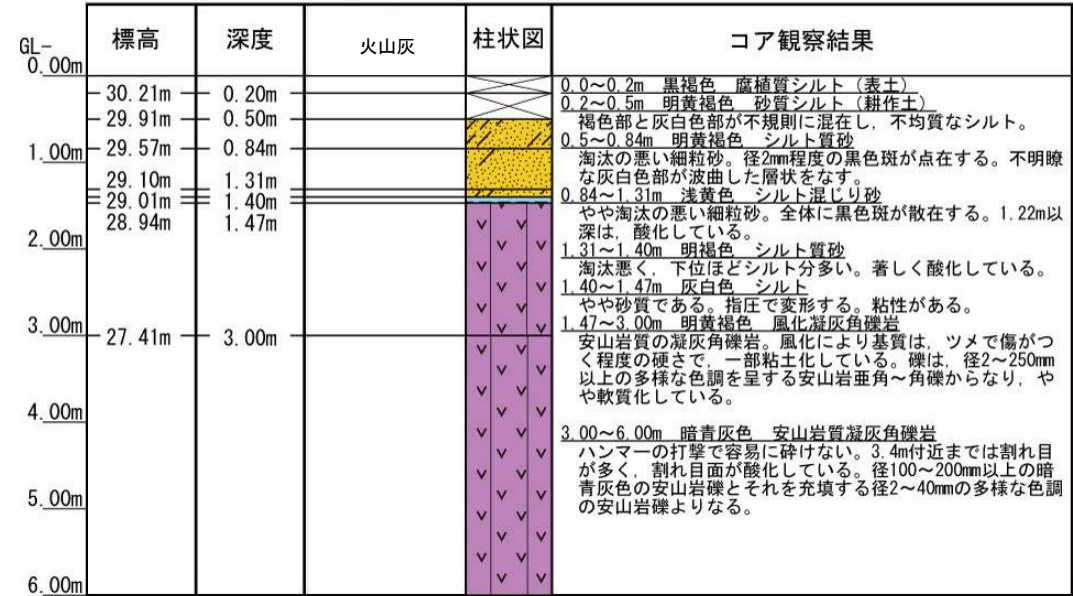 標高 深度 火山灰 柱状図 コア観察結果
GL-
0.00m
1.00m
2.00m
3.00m
4.00m
5.00m
6.00m
30.21m 0.20m
29.91m 0.50m
29.57m 0.84m
29.10m 1.31m
29.01m 1.40m
28.94m 1.47m
27.41m 3.00m
0.0～0.2m 黒褐色 腐植質シルト（表土）
0.2～0.5m 明黄褐色 砂質シルト（耕作土）
褐色部と灰白色部が不規則に混在し，不均質なシルト。
0.5～0.84m 明黄褐色 シルト質砂
淘汰の悪い細粒砂。径2mm程度の黒色斑が点在する。不明瞭
な灰白色部が波曲した層状をなす。
0.84～1.31m 浅黄色 シルト混じり砂
やや淘汰の悪い細粒砂。全体に黒色斑が散在する。1.22m以
深は，酸化している。
1.31～1.40m 明褐色 シルト質砂
淘汰悪く，下位ほどシルト分多い。著しく酸化している。
1.40～1.47m 灰白色 シルト
やや砂質である。指圧で変形する。粘性がある。
1.47～3.00m 明黄褐色 風化凝灰角礫岩
安山岩質の凝灰角礫岩。風化により基質は，ツメで傷がつ
く程度の硬さで，一部粘土化している。礫は，径2～250mm
以上の多様な色調を呈する安山岩亜角～角礫からなり，や
や軟質化している。
3.00～6.00m 暗青灰色 安山岩質凝灰角礫岩
ハンマーの打撃で容易に砕けない。3.4m付近までは割れ目
が多く，割れ目面が酸化している。径100～200mm以上の暗
青灰色の安山岩礫とそれを充填する径2～40mmの多様な色調
の安山岩礫よりなる。